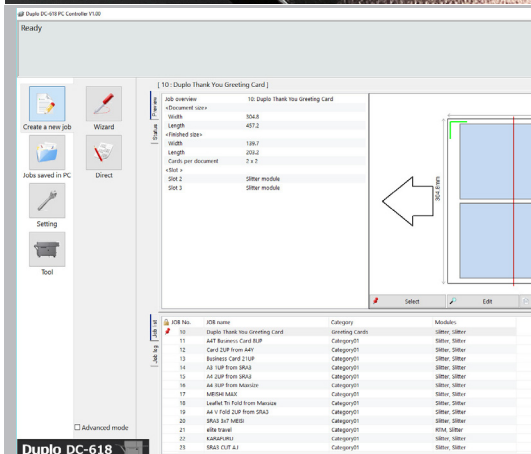 Duplo DC-618 PC Controller V1.00
Ready
[ 10 : Duplo Thank You Greeting Card ]
Create a new job
Wizard
Jobs saved in PC
Direct
Setting
Tool
Advanced mode
Duplo DC-618
Preview
Status
Job overview 10: Duplo Thank You Greeting Card
<Document size>
Width 304.8
Length 457.2
<Finished size>
Width 139.7
Length 203.2
Cards per document 2 x 2
<Slot >
Slot 2 Slitter module
Slot 3 Slitter module
304.8mm
Select
Edit
Job list
Job log
JOB No. JOB name Category Modules
10 Duplo Thank You Greeting Card Greeting Cards Slitter, Slitter
11 A4T Business Card 8UP Category01 Slitter, Slitter
12 Card 2UP from A4Y Category01 Slitter, Slitter
13 Business Card 21UP Category01 Slitter, Slitter
14 A3 1UP from SRA3 Category01 Slitter, Slitter
15 A4 2UP from SRA3 Category01 Slitter, Slitter
16 A4 3UP from Maxsize Category01 Slitter, Slitter
17 MEISHI MAX Category01 Slitter, Slitter
18 Leaflet Tri Fold from Maxsize Category01 Slitter, Slitter
19 A4 V Fold 2UP from SRA3 Category01 Slitter, Slitter
20 SRA3 3x7 MEISI Category01 Slitter, Slitter
21 elite travel Category01 RTM, Slitter
22 KARAFURU Category01 Slitter, Slitter
23 SRA3 CUT A1 Category01 Slitter, Slitter